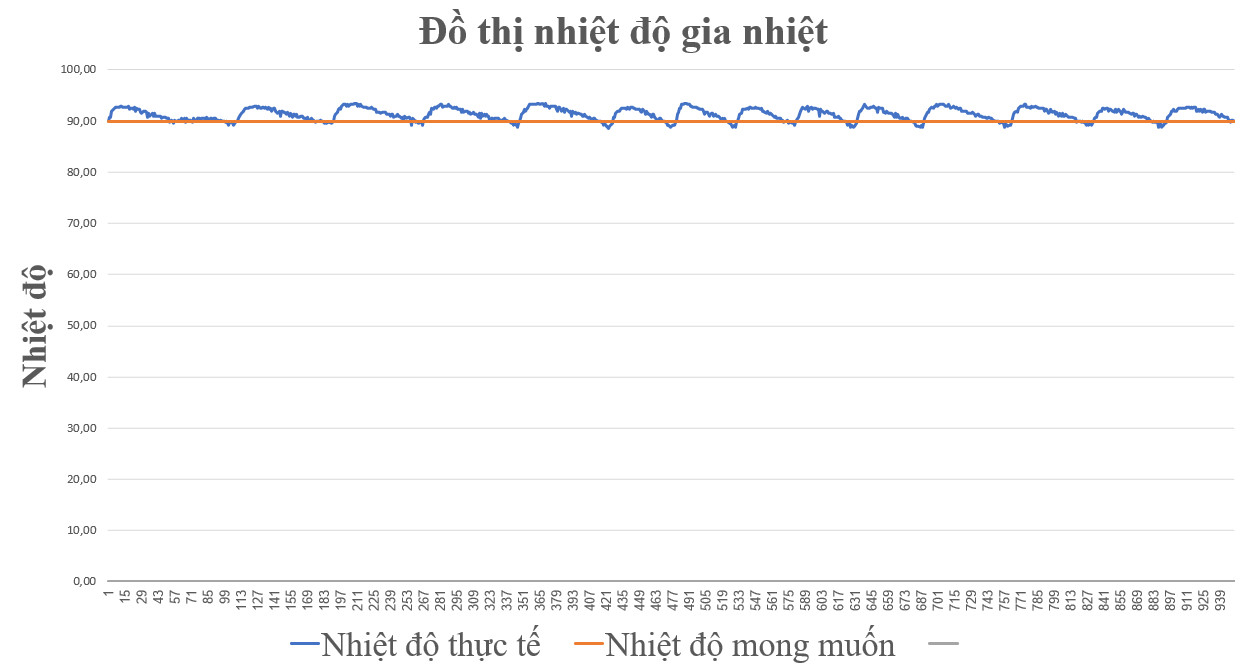 Đồ thị nhiệt độ gia nhiệt
Nhiệt độ
100,00
90,00
80,00
70,00
60,00
50,00
40,00
30,00
20,00
10,00
0,00
1 15 29 43 57 71 85 99 113 127 141 155 169 183 197 211 225 239 253 267 281 295 309 323 337 351 365 379 393 407 421 435 449 463 477 491 505 519 533 547 561 575 589 603 617 631 645 659 673 687 701 715 729 743 757 771 785 799 813 827 841 855 869 883 897 911 925 939
Nhiệt độ thực tế Nhiệt độ mong muốn